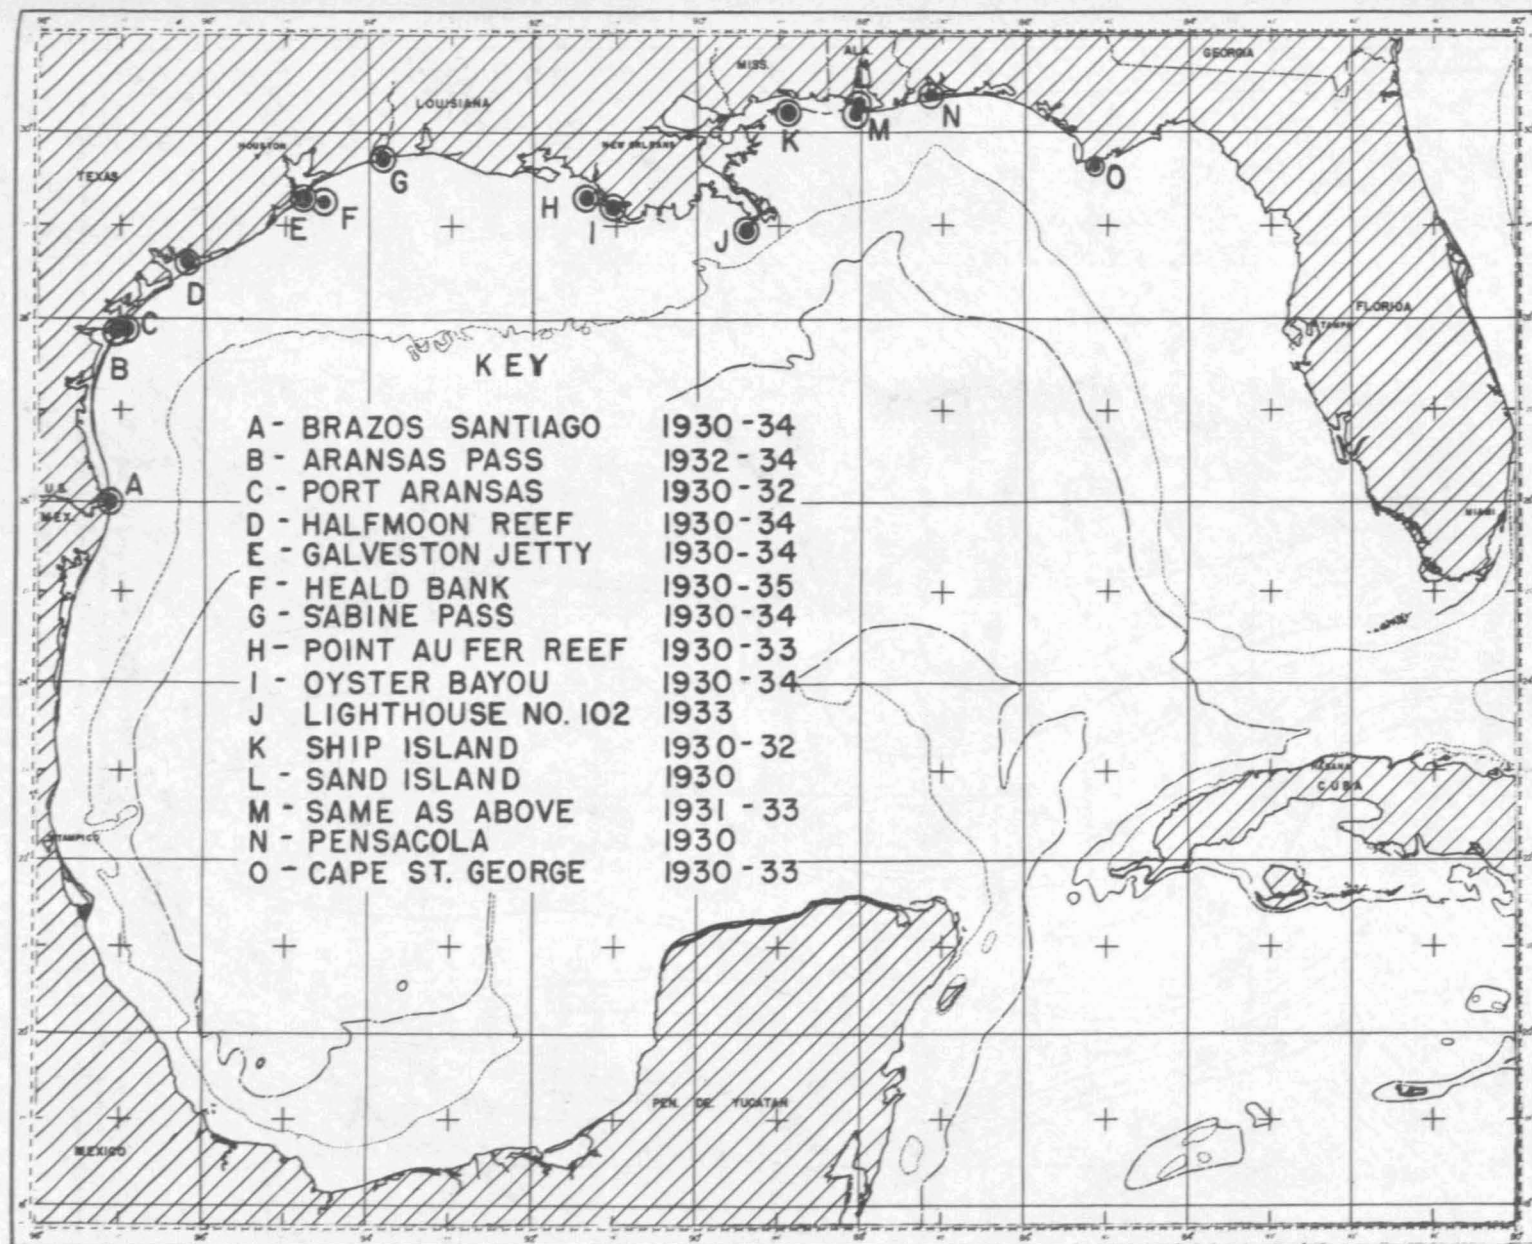 MISS.
ALA.
GEORGIA
LOUISIANA
HOUSTON
NEW ORLEANS
TEXAS
K
M
N
O
G
E
F
H
I
J
D
C
B
FLORIDA
TAMPA
KEY
A - BRAZOS SANTIAGO 1930-34
B - ARANSAS PASS 1932-34
C - PORT ARANSAS 1930-32
D - HALFMOON REEF 1930-34
E - GALVESTON JETTY 1930-34
F - HEALD BANK 1930-35
G - SABINE PASS 1930-34
H - POINT AU FER REEF 1930-33
I - OYSTER BAYOU 1930-34
J LIGHTHOUSE NO. 102 1933
K SHIP ISLAND 1930-32
L - SAND ISLAND 1930
M - SAME AS ABOVE 1931-33
N - PENSACOLA 1930
O - CAPE ST. GEORGE 1930-33
A
U.S.
MEX.
MIAMI
HAVANA
CUBA
TAMPICO
PEN. DE YUCATAN
MEXICO